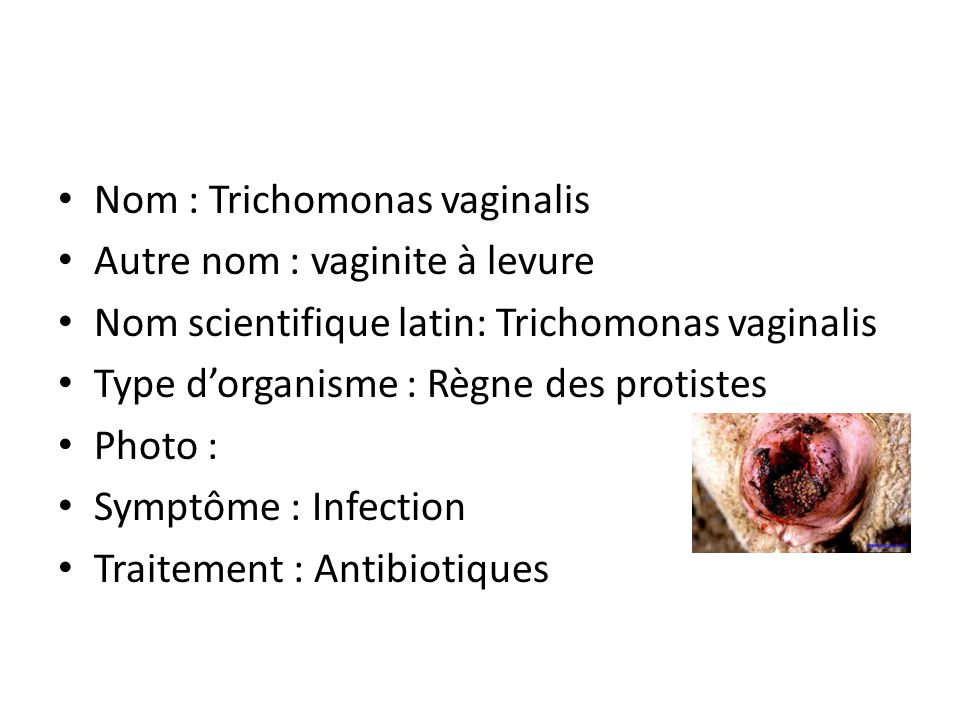 • Nom : Trichomonas vaginalis
• Autre nom : vaginite à levure
• Nom scientifique latin: Trichomonas vaginalis
• Type d’organisme : Règne des protistes
• Photo :
• Symptôme : Infection
• Traitement : Antibiotiques